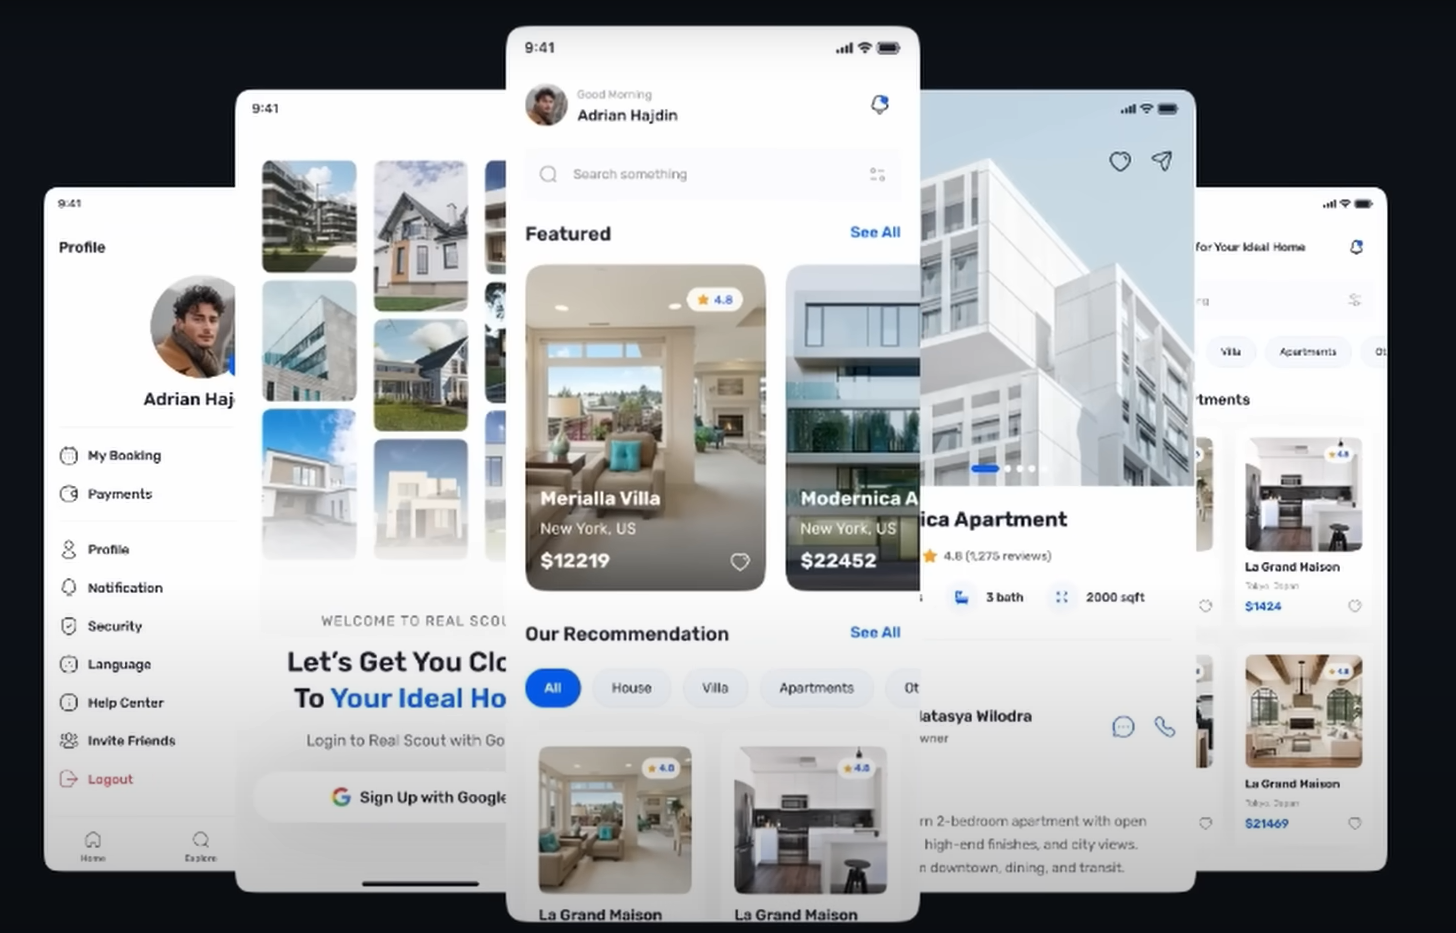 9:41
Profile
Adrian Haj
My Booking
Payments
Profile
Notification
Security
Language
Help Center
Invite Friends
Logout
Home
Explore
9:41
WELCOME TO REAL SCOU
Let's Get You Clo
To Your Ideal Ho
Login to Real Scout with Go
Sign Up with Google
9:41
Good Morning
Adrian Hajdin
Search something
Featured
See All
4.8
Merialla Villa
New York, US
$12219
Modernica A
New York, US
$22452
Our Recommendation
See All
All
House
Villa
Apartments
Ot
4.8
La Grand Maison
4.8
La Grand Maison
ica Apartment
4.8 (1,275 reviews)
3 bath
2000 sqft
latasya Wilodra
wner
rn 2-bedroom apartment with open
high-end finishes, and city views.
n downtown, dining, and transit.
for Your Ideal Home
Villa
Apartments
Ot
rtments
4.8
La Grand Maison
Tokyo, Japan
$1424
4.8
La Grand Maison
Tokyo, Japan
$21469